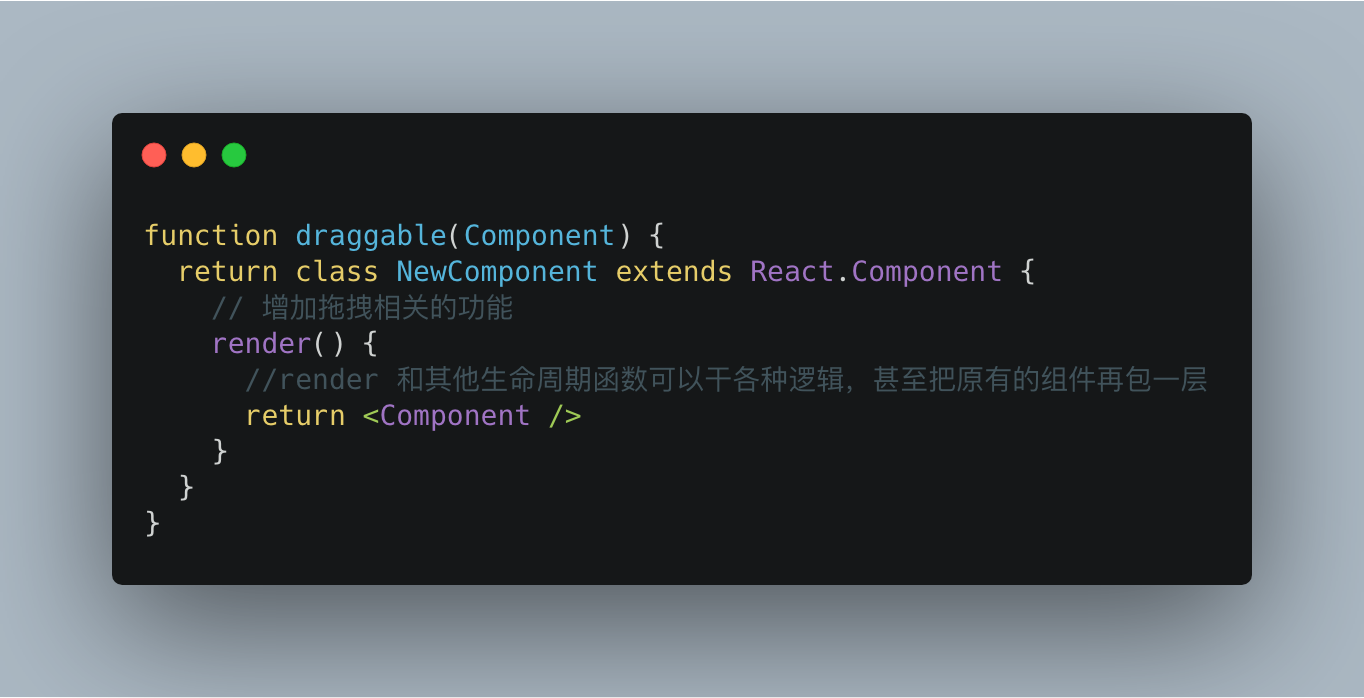 function draggable(Component) {
  return class NewComponent extends React.Component {
    // 增加拖拽相关的功能
    render() {
      //render 和其他生命周期函数可以干各种逻辑，甚至把原有的组件再包一层
      return <Component />
    }
  }
}